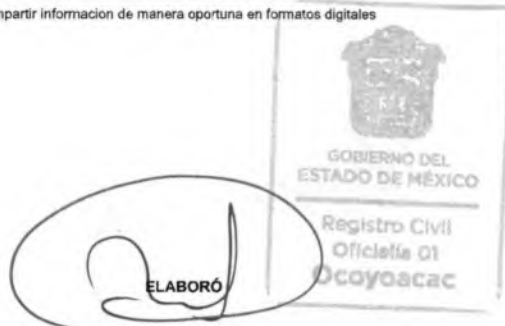 mpartir informacion de manera oportuna en formatos digitales
GOBIERNO DEL
ESTADO DE MÉXICO
Registro Civil
Oficialía 01
Ocoyoacac
ELABORÓ